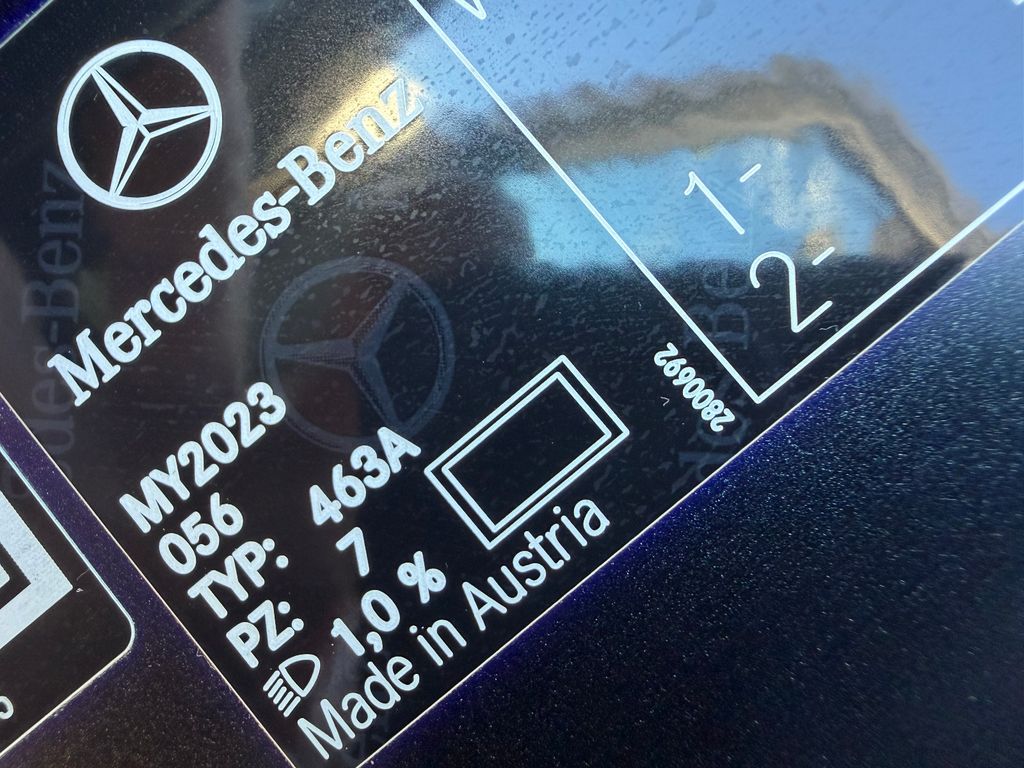 Mercedes-Benz
MY2023
056
TYP: 463A
PZ: 7
1,0 %
Made in Austria
1-
2-
2800692